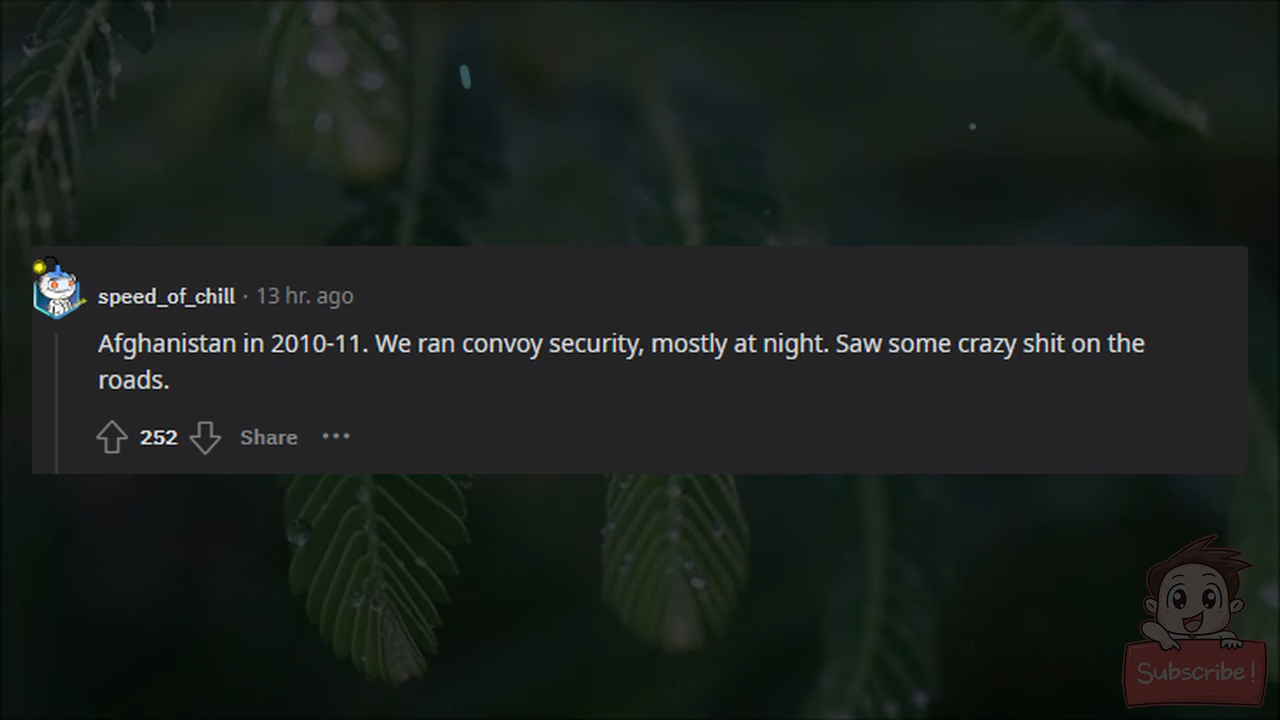 speed_of_chill · 13 hr. ago
Afghanistan in 2010-11. We ran convoy security, mostly at night. Saw some crazy shit on the
roads.
252 Share ···
Subscribe!